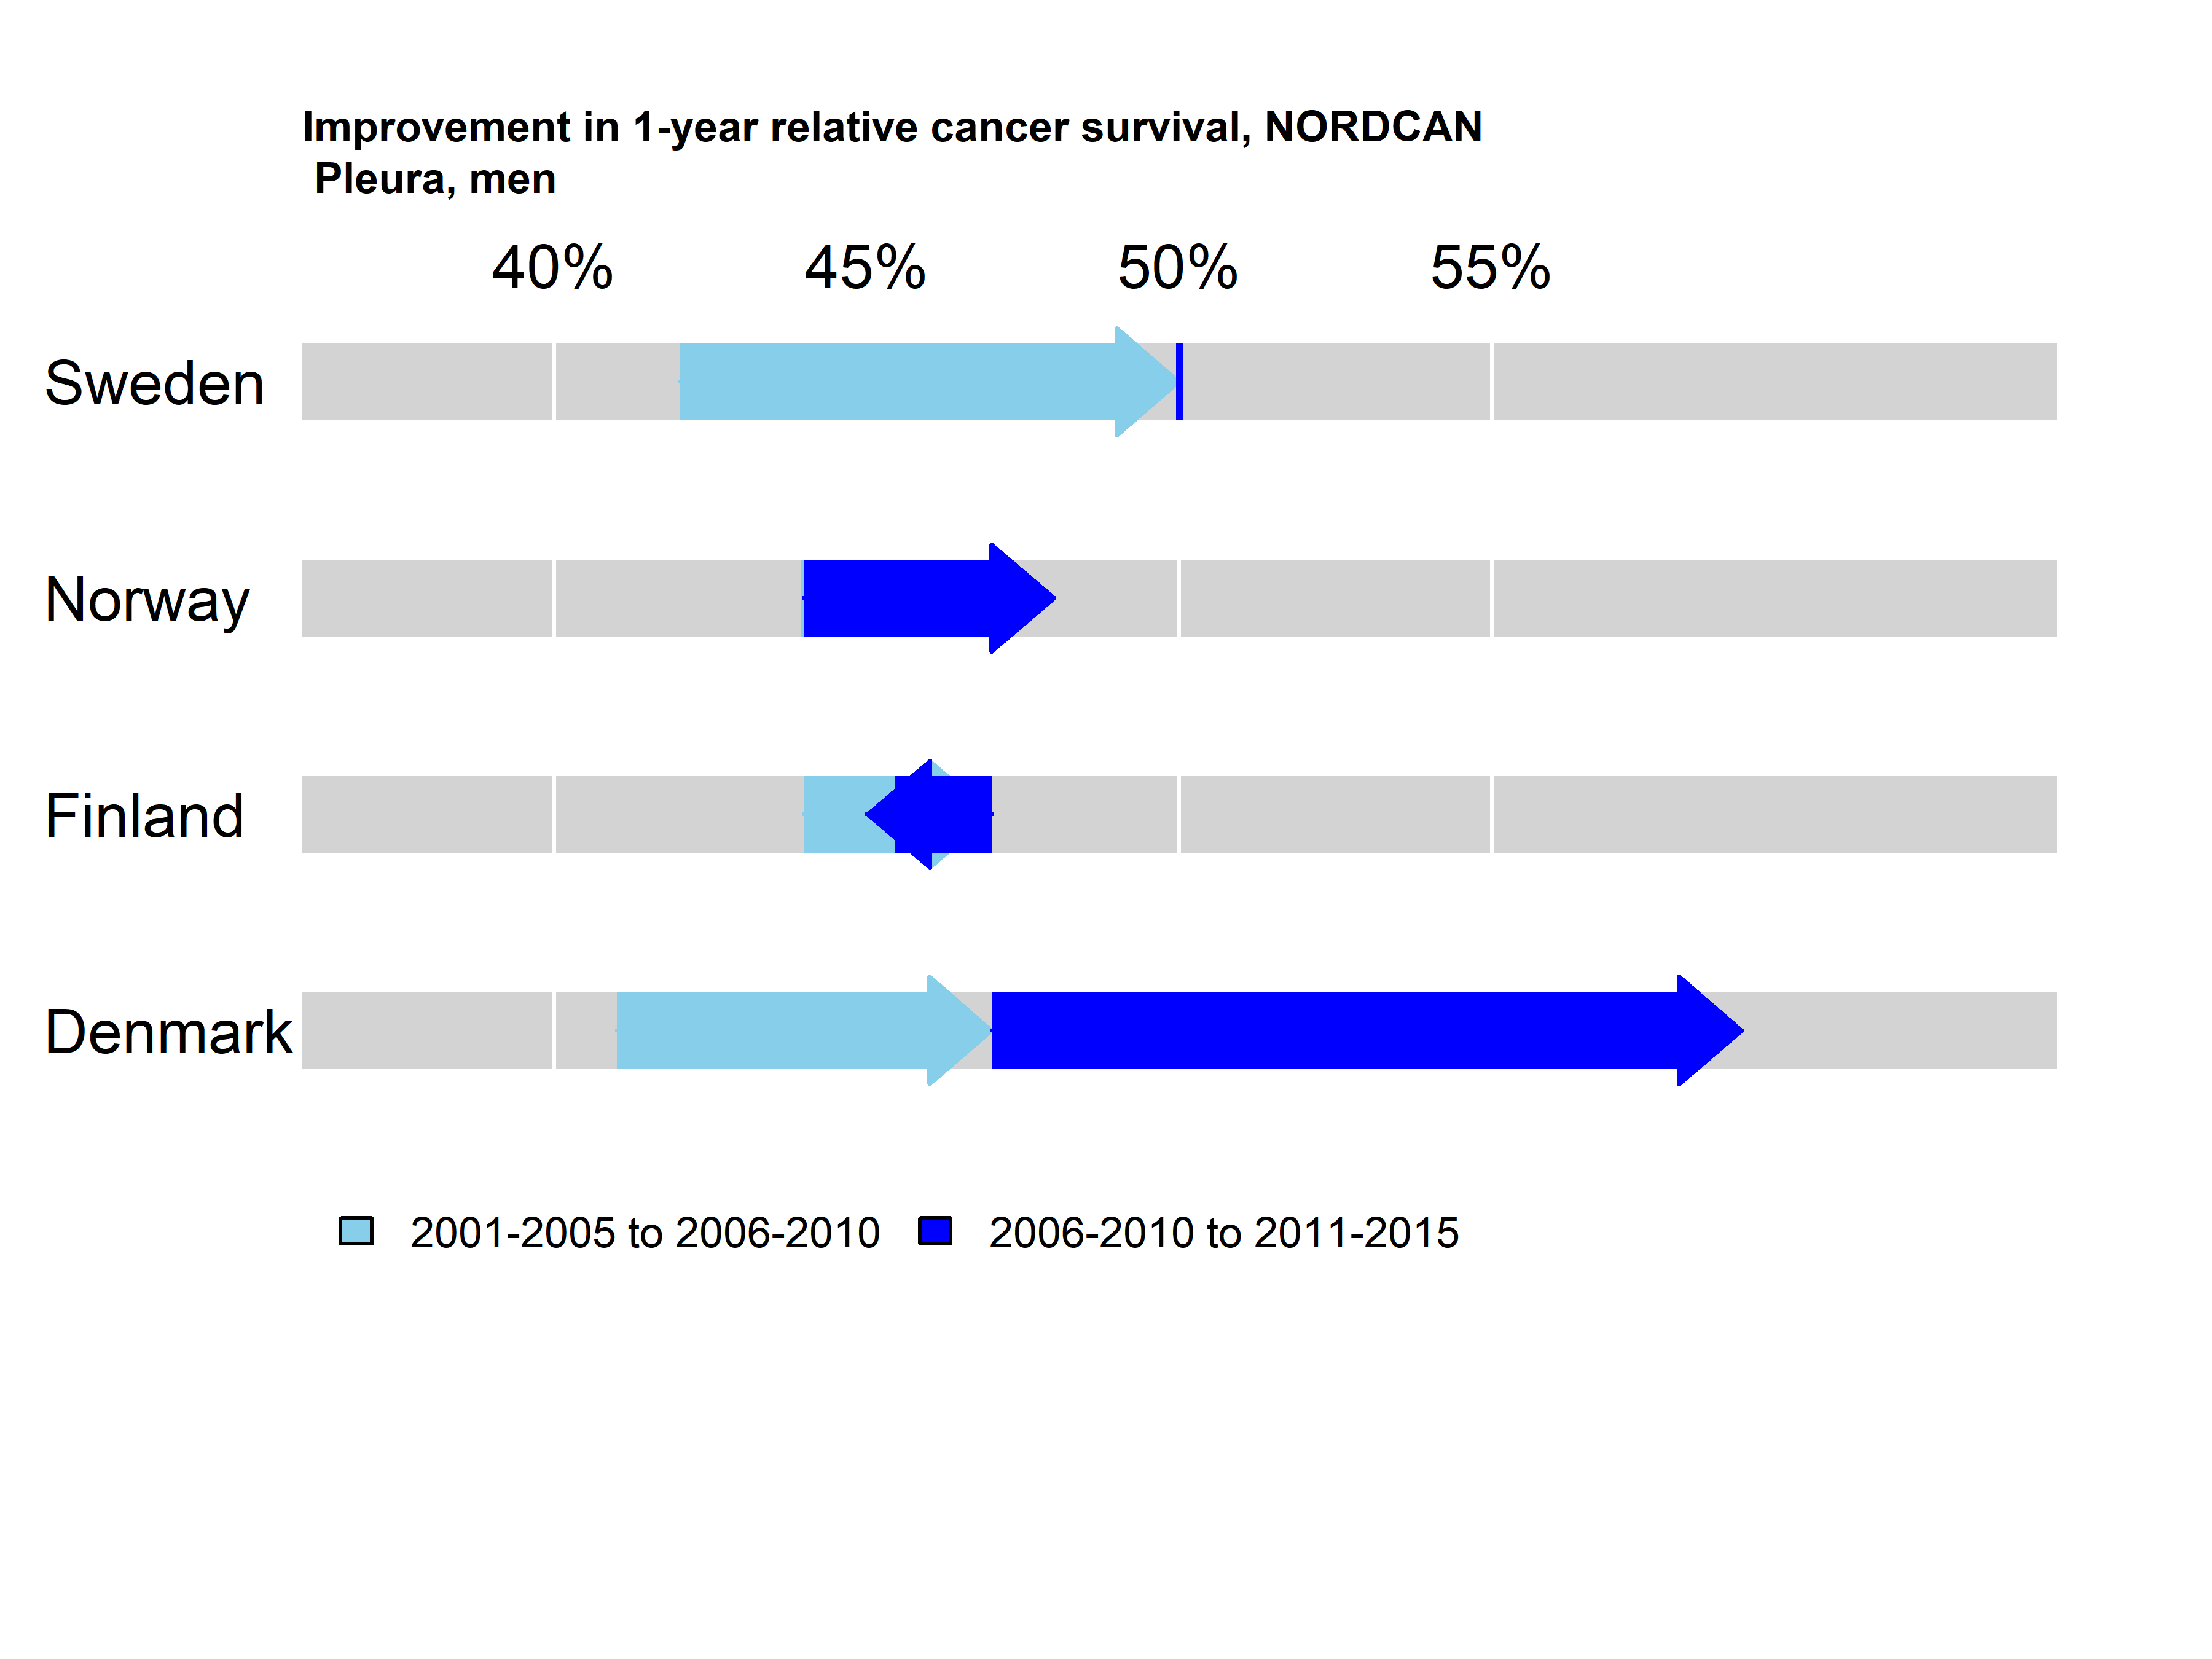 Improvement in 1-year relative cancer survival, NORDCAN
Pleura, men
40% 45% 50% 55%
Sweden
Norway
Finland
Denmark
2001-2005 to 2006-2010 2006-2010 to 2011-2015